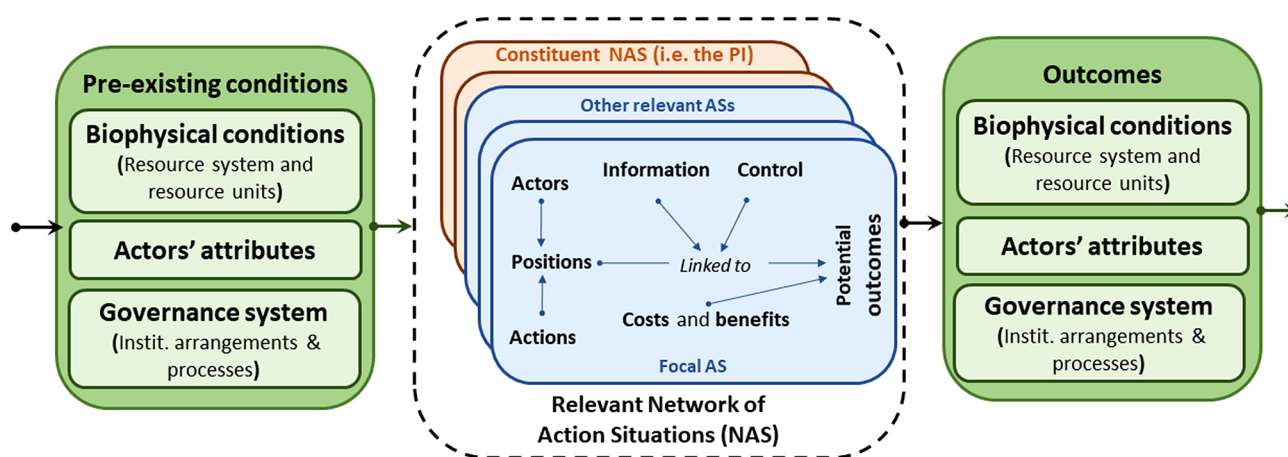 Pre-existing conditions
Biophysical conditions
(Resource system and
resource units)
Actors’ attributes
Governance system
(Instit. arrangements &
processes)
Constituent NAS (i.e. the PI)
Other relevant ASs
Information
Control
Actors
Positions
Linked to
Potential
outcomes
Costs and benefits
Actions
Focal AS
Relevant Network of
Action Situations (NAS)
Outcomes
Biophysical conditions
(Resource system and
resource units)
Actors’ attributes
Governance system
(Instit. arrangements &
processes)